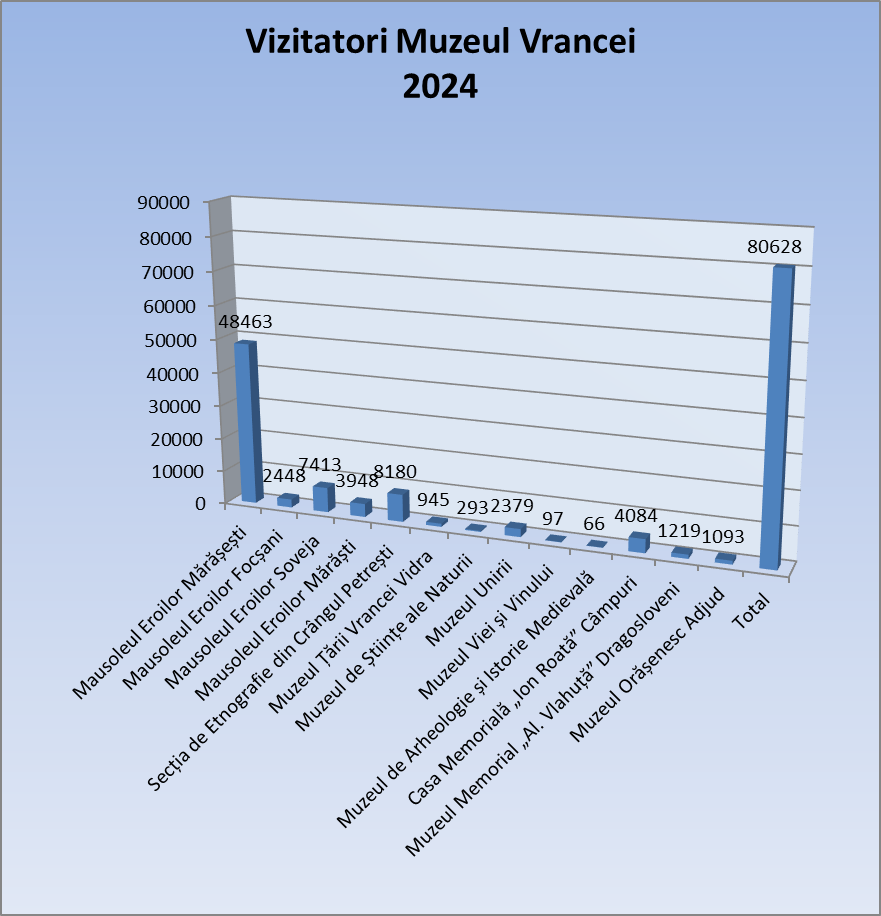 Vizitatori Muzeul Vrancei
2024
90000
80000
70000
60000
50000
40000
30000
20000
10000
0
48463
2448
7413
3948
8180
945
293
2379
97
66
4084
1219
1093
80628
Mausoleul Eroilor Mărășești
Mausoleul Eroilor Focșani
Mausoleul Eroilor Soveja
Mausoleul Eroilor Mărăști
Secția de Etnografie din Crângul Petrești
Muzeul Țării Vrancei Vidra
Muzeul de Științe ale Naturii
Muzeul Unirii
Muzeul Viei și Vinului
Muzeul de Arheologie și Istorie Medievală
Casa Memorială „Ion Roată” Câmpuri
Muzeul Memorial „Al. Vlahuță” Dragosloveni
Muzeul Orășenesc Adjud
Total